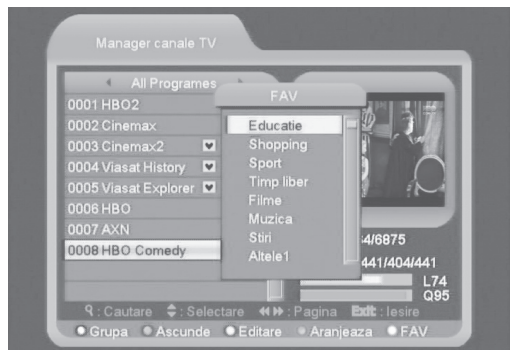 Manager canale TV
All Programes
0001 HBO2
0002 Cinemax
0003 Cinemax2
0004 Viasat History
0005 Viasat Explorer
0006 HBO
0007 AXN
0008 HBO Comedy
FAV
Educatie
Shopping
Sport
Timp liber
Filme
Muzica
Stiri
Altele1
4/6875
441/404/441
L74
Q95
: Cautare : Selectare : Pagina Exit : Iesire
Grupa Ascunde Editare Aranjeaza FAV